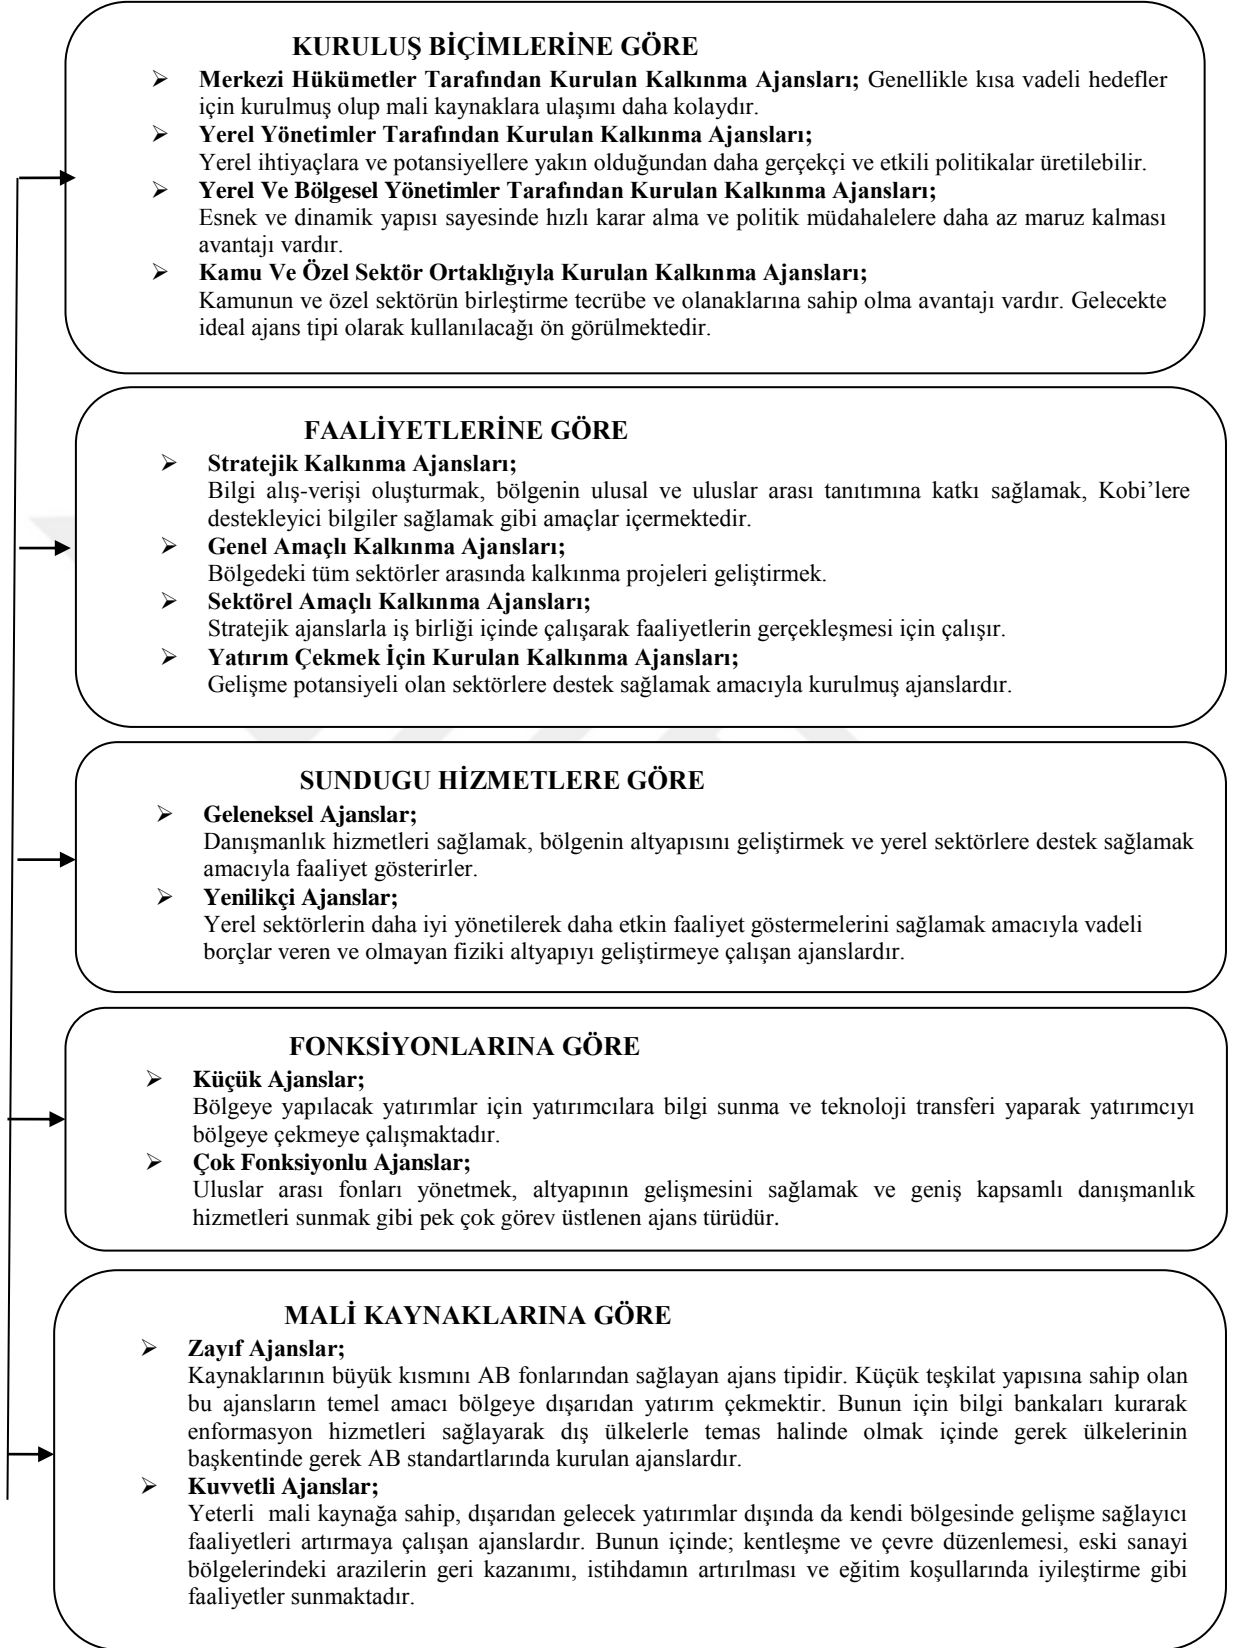 KURULUŞ BİÇİMLERİNE GÖRE
➢ Merkezi Hükümetler Tarafından Kurulan Kalkınma Ajansları; Genellikle kısa vadeli hedefler
için kurulmuş olup mali kaynaklara ulaşımı daha kolaydır.
➢ Yerel Yönetimler Tarafından Kurulan Kalkınma Ajansları;
Yerel ihtiyaçlara ve potansiyellere yakın olduğundan daha gerçekçi ve etkili politikalar üretilebilir.
➢ Yerel Ve Bölgesel Yönetimler Tarafından Kurulan Kalkınma Ajansları;
Esnek ve dinamik yapısı sayesinde hızlı karar alma ve politik müdahalelere daha az maruz kalması
avantajı vardır.
➢ Kamu Ve Özel Sektör Ortaklığıyla Kurulan Kalkınma Ajansları;
Kamunun ve özel sektörün birleştirme tecrübe ve olanaklarına sahip olma avantajı vardır. Gelecekte
ideal ajans tipi olarak kullanılacağı ön görülmektedir.
FAALİYETLERİNE GÖRE
➢ Stratejik Kalkınma Ajansları;
Bilgi alış-verişi oluşturmak, bölgenin ulusal ve uluslar arası tanıtımına katkı sağlamak, Kobi’lere
destekleyici bilgiler sağlamak gibi amaçlar içermektedir.
➢ Genel Amaçlı Kalkınma Ajansları;
Bölgedeki tüm sektörler arasında kalkınma projeleri geliştirmek.
➢ Sektörel Amaçlı Kalkınma Ajansları;
Stratejik ajanslarla iş birliği içinde çalışarak faaliyetlerin gerçekleşmesi için çalışır.
➢ Yatırım Çekmek İçin Kurulan Kalkınma Ajansları;
Gelişme potansiyeli olan sektörlere destek sağlamak amacıyla kurulmuş ajanslardır.
SUNDUGU HİZMETLERE GÖRE
➢ Geleneksel Ajanslar;
Danışmanlık hizmetleri sağlamak, bölgenin altyapısını geliştirmek ve yerel sektörlere destek sağlamak
amacıyla faaliyet gösterirler.
➢ Yenilikçi Ajanslar;
Yerel sektörlerin daha iyi yönetilerek daha etkin faaliyet göstermelerini sağlamak amacıyla vadeli
borçlar veren ve olmayan fiziki altyapıyı geliştirmeye çalışan ajanslardır.
FONKSİYONLARINA GÖRE
➢ Küçük Ajanslar;
Bölgeye yapılacak yatırımlar için yatırımcılara bilgi sunma ve teknoloji transferi yaparak yatırımcıyı
bölgeye çekmeye çalışmaktadır.
➢ Çok Fonksiyonlu Ajanslar;
Uluslar arası fonları yönetmek, altyapının gelişmesini sağlamak ve geniş kapsamlı danışmanlık
hizmetleri sunmak gibi pek çok görev üstlenen ajans türüdür.
MALİ KAYNAKLARINA GÖRE
➢ Zayıf Ajanslar;
Kaynaklarının büyük kısmını AB fonlarından sağlayan ajans tipidir. Küçük teşkilat yapısına sahip olan
bu ajansların temel amacı bölgeye dışarıdan yatırım çekmektir. Bunun için bilgi bankaları kurarak
enformasyon hizmetleri sağlayarak dış ülkelerle temas halinde olmak içinde gerek ülkelerinin
başkentinde gerek AB standartlarında kurulan ajanslardır.
➢ Kuvvetli Ajanslar;
Yeterli mali kaynağa sahip, dışarıdan gelecek yatırımlar dışında da kendi bölgesinde gelişme sağlayıcı
faaliyetleri artırmaya çalışan ajanslardır. Bunun içinde; kentleşme ve çevre düzenlemesi, eski sanayi
bölgelerindeki arazilerin geri kazanımı, istihdamın artırılması ve eğitim koşullarında iyileştirme gibi
faaliyetler sunmaktadır.